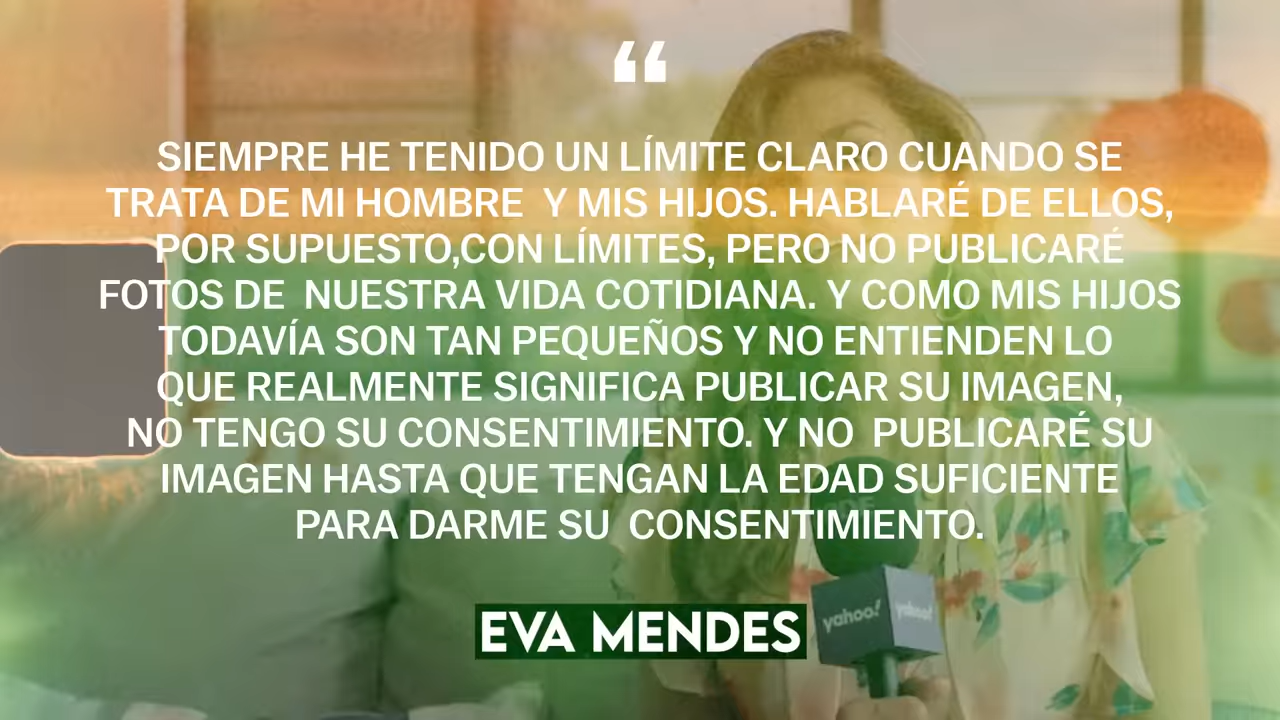 “
SIEMPRE HE TENIDO UN LÍMITE CLARO CUANDO SE
TRATA DE MI HOMBRE Y MIS HIJOS. HABLARÉ DE ELLOS,
POR SUPUESTO,CON LÍMITES, PERO NO PUBLICARÉ
FOTOS DE NUESTRA VIDA COTIDIANA. Y COMO MIS HIJOS
TODAVÍA SON TAN PEQUEÑOS Y NO ENTIENDEN LO
QUE REALMENTE SIGNIFICA PUBLICAR SU IMAGEN,
NO TENGO SU CONSENTIMIENTO. Y NO PUBLICARÉ SU
IMAGEN HASTA QUE TENGAN LA EDAD SUFICIENTE
PARA DARME SU CONSENTIMIENTO.
EVA MENDES
yahoo! yahoo!